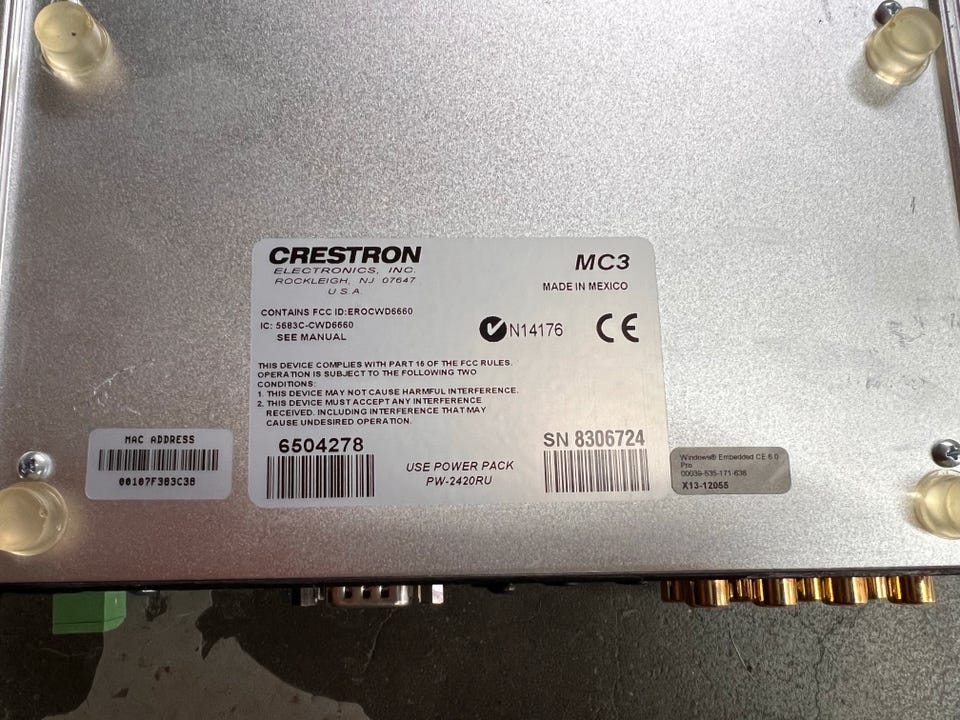 CRESTRON
ELECTRONICS, INC.
ROCKLEIGH, NJ 07647
U.S.A.
MC3
MADE IN MEXICO
CONTAINS FCC ID:EROCWD6660
IC: 5683C-CWD6660
SEE MANUAL
N14176
CE
THIS DEVICE COMPLIES WITH PART 15 OF THE FCC RULES.
OPERATION IS SUBJECT TO THE FOLLOWING TWO
CONDITIONS:
1. THIS DEVICE MAY NOT CAUSE HARMFUL INTERFERENCE.
2. THIS DEVICE MUST ACCEPT ANY INTERFERENCE
RECEIVED. INCLUDING INTERFERENCE THAT MAY
CAUSE UNDESIRED OPERATION.
6504278
USE POWER PACK
PW-2420RU
SN 8306724
MAC ADDRESS
00107F383C38
Windows® Embedded CE 6.0
Pro
00039-535-171-636
X13-12055